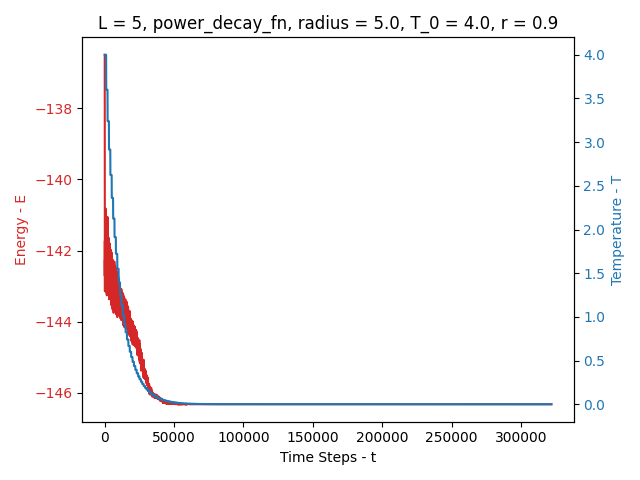 L = 5, power_decay_fn, radius = 5.0, T_0 = 4.0, r = 0.9
−138
−140
−142
−144
−146
Energy - E
4.0
3.5
3.0
2.5
2.0
1.5
1.0
0.5
0.0
Temperature - T
0 50000 100000 150000 200000 250000 300000
Time Steps - t